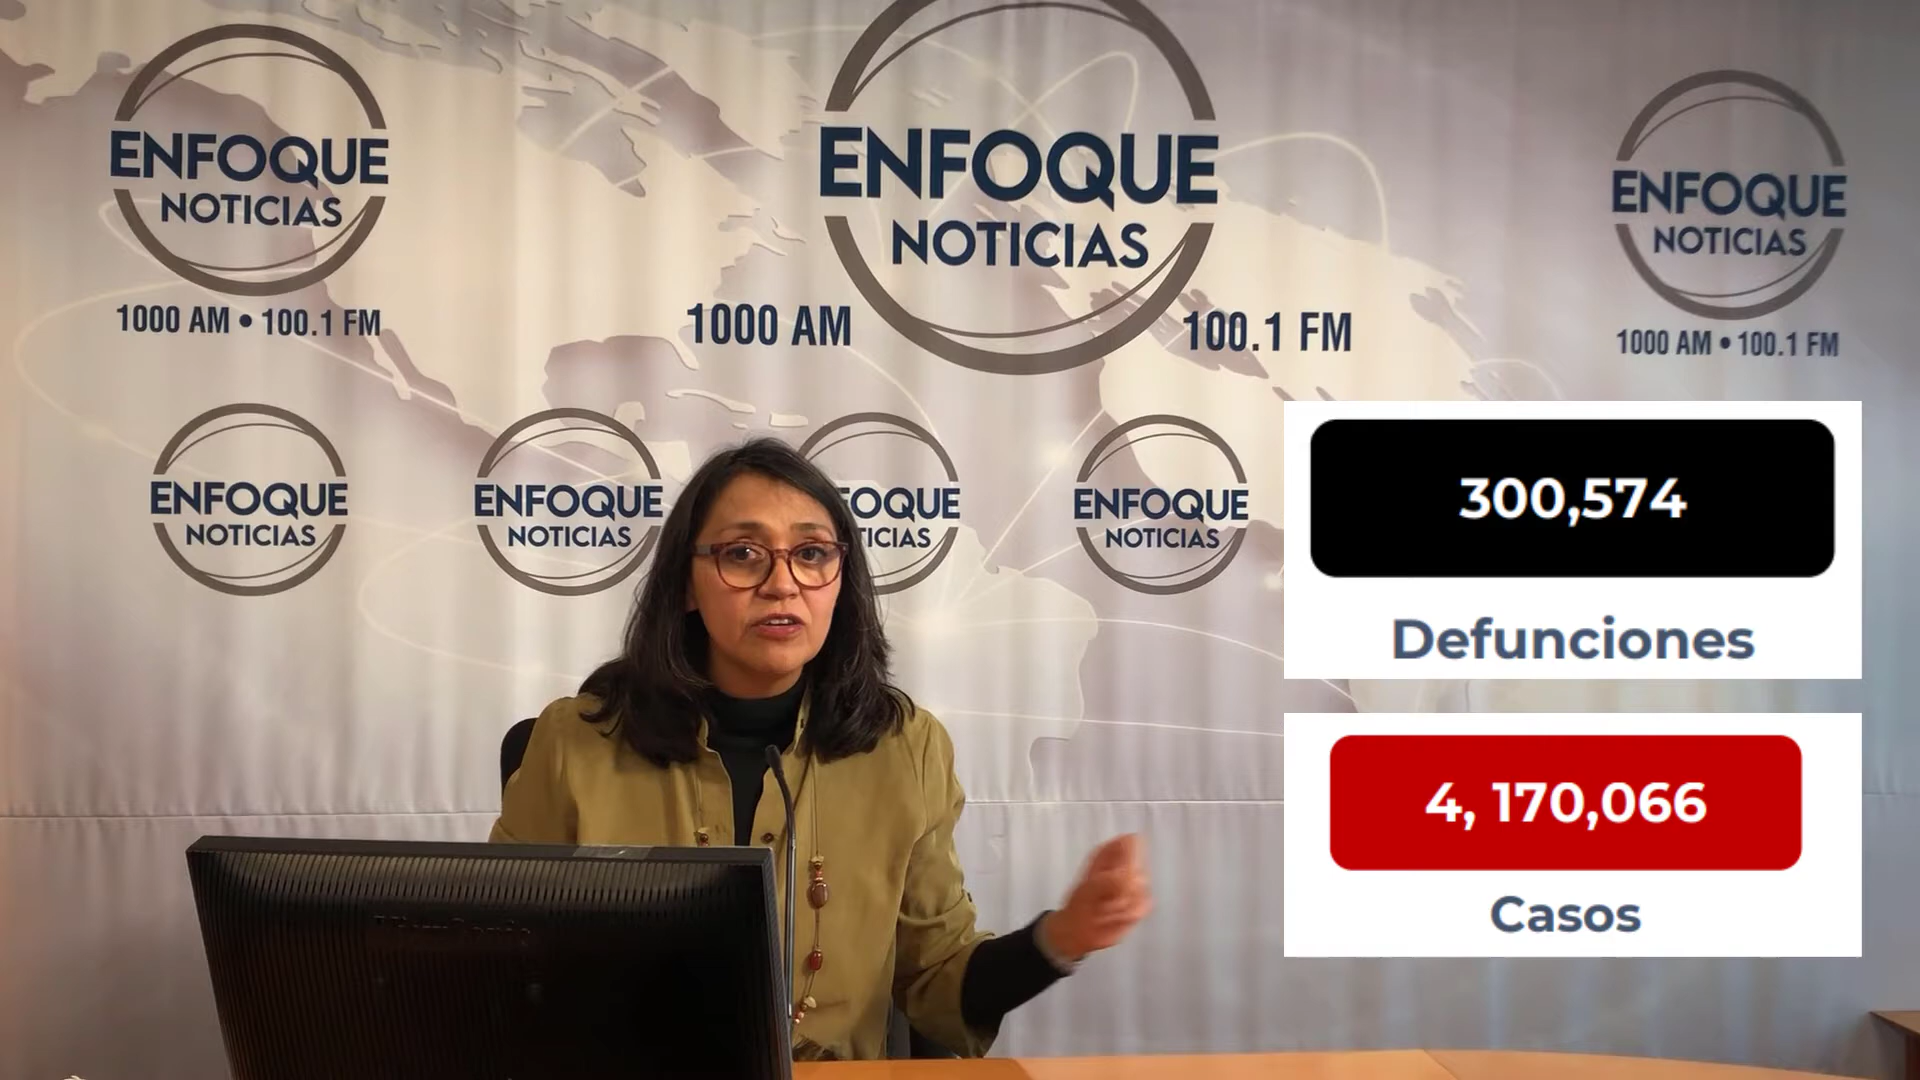 ENFOQUE
NOTICIAS
1000 AM • 100.1 FM
ENFOQUE
NOTICIAS
1000 AM
100.1 FM
ENFOQUE
NOTICIAS
1000 AM • 100.1 FM
ENFOQUE
NOTICIAS
ENFOQUE
NOTICIAS
FOQUE
TICIAS
ENFOQUE
NOTICIAS
300,574
Defunciones
4, 170,066
Casos